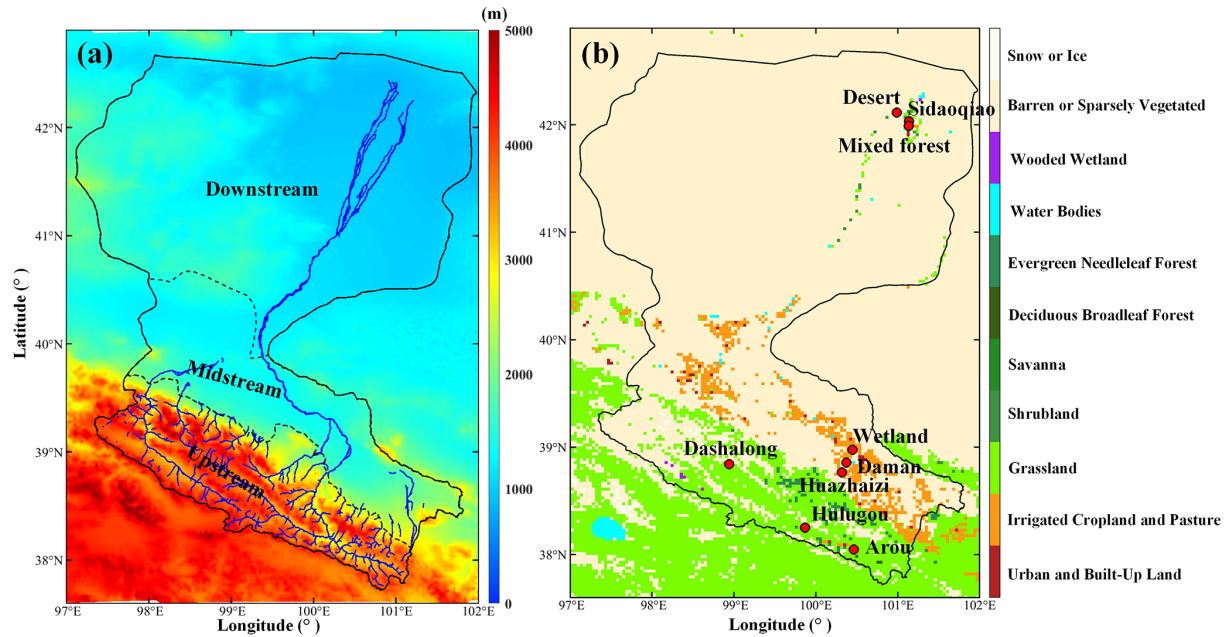 (m)
(a)
5000
4000
3000
2000
1000
0
42°N
41°N
40°N
39°N
38°N
97°E
98°E
99°E
100°E
101°E
102°E
Latitude(° )
Longitude(° )
Downstream
Midstream
Upstream
(b)
42°N
41°N
40°N
39°N
38°N
97°E
98°E
99°E
100°E
101°E
102°E
Longitude(° )
Desert
Sidaoqiao
Mixed forest
Wetland
Dashalong
Daman
Huazhaizi
Hulugou
Arou
Snow or Ice
Barren or Sparsely Vegetated
Wooded Wetland
Water Bodies
Evergreen Needleleaf Forest
Deciduous Broadleaf Forest
Savanna
Shrubland
Grassland
Irrigated Cropland and Pasture
Urban and Built-Up Land